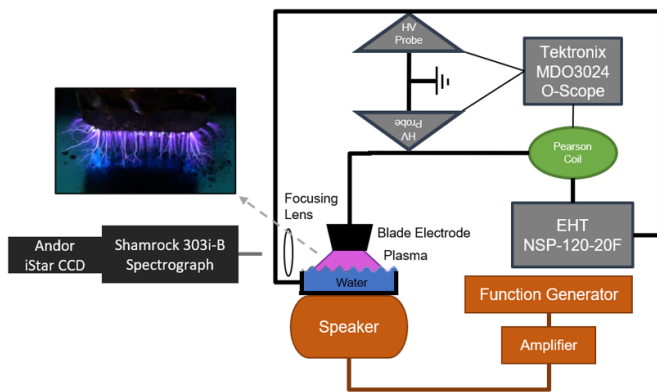 HV
Probe
Tektronix
MDO3024
O-Scope
HV
Probe
Pearson
Coil
Focusing
Lens
Blade Electrode
Plasma
EHT
NSP-120-20F
Andor
iStar CCD
Shamrock 303i-B
Spectrograph
Water
Function Generator
Speaker
Amplifier